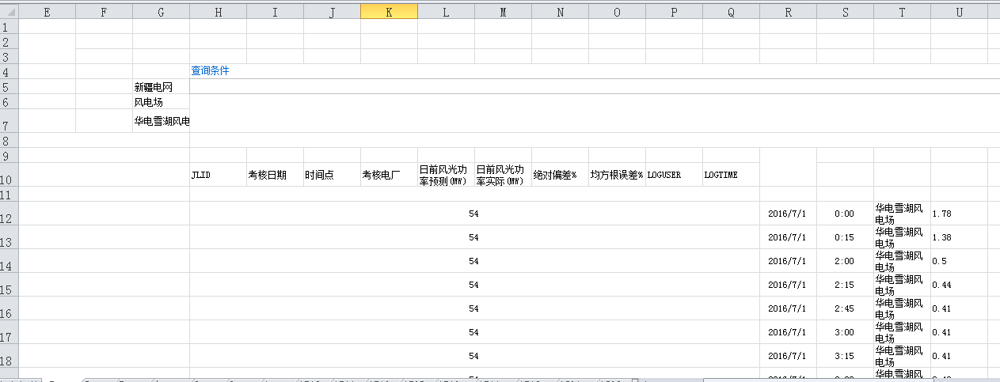 E F G H I J K L M N O P Q R S T U
1
2
3
4 查询条件
5 新疆电网
6 风电场
7 华电雪湖风电
8
9
10 JLID 考核日期 时间点 考核电厂 日前风光功 日前风光功 绝对偏差% 均方根误差% LOGUSER LOGTIME
率预测(MW) 率实际(MW)
11
12 54 2016/7/1 0:00 华电雪湖风 1.78
电场
13 54 2016/7/1 0:15 华电雪湖风 1.38
电场
14 54 2016/7/1 2:00 华电雪湖风 0.5
电场
15 54 2016/7/1 2:15 华电雪湖风 0.44
电场
16 54 2016/7/1 2:45 华电雪湖风 0.41
电场
17 54 2016/7/1 3:00 华电雪湖风 0.41
电场
18 54 2016/7/1 3:15 华电雪湖风 0.41
电场
华电雪湖风